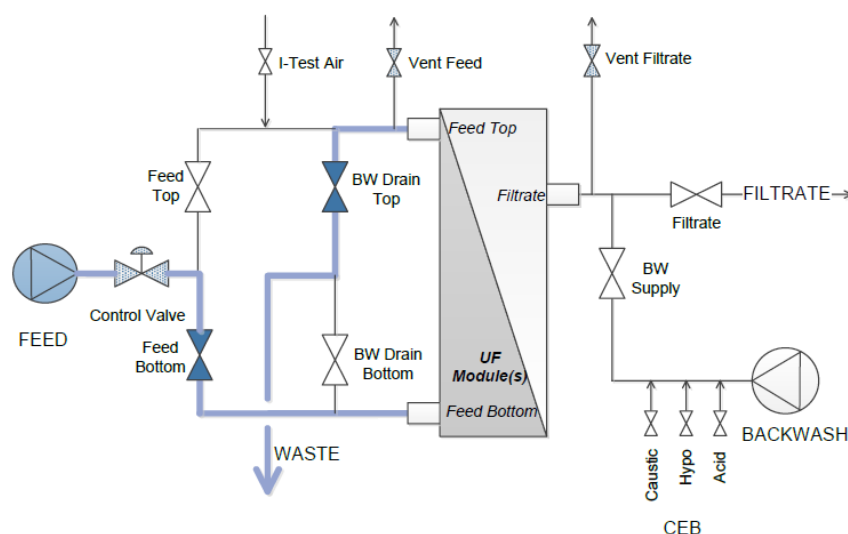 I-Test Air
Vent Feed
Vent Filtrate
Feed Top
Feed
Top
BW Drain
Top
Filtrate
FILTRATE
Filtrate
BW
Supply
Control Valve
FEED
Feed
Bottom
BW Drain
Bottom
UF
Module(s)
Feed Bottom
WASTE
BACKWASH
Caustic
Hypo
Acid
CEB